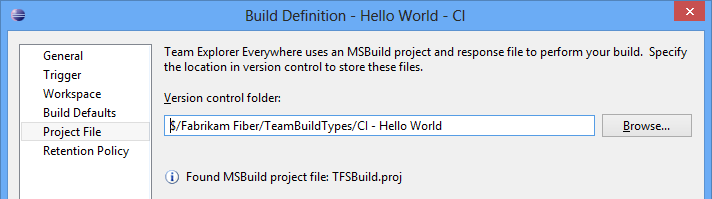 Build Definition - Hello World - CI
General
Trigger
Workspace
Build Defaults
Project File
Retention Policy
Team Explorer Everywhere uses an MSBuild project and response file to perform your build.  Specify
the location in version control to store these files.
Version control folder:
$/Fabrikam Fiber/TeamBuildTypes/CI - Hello World
Browse...
Found MSBuild project file: TFSBuild.proj